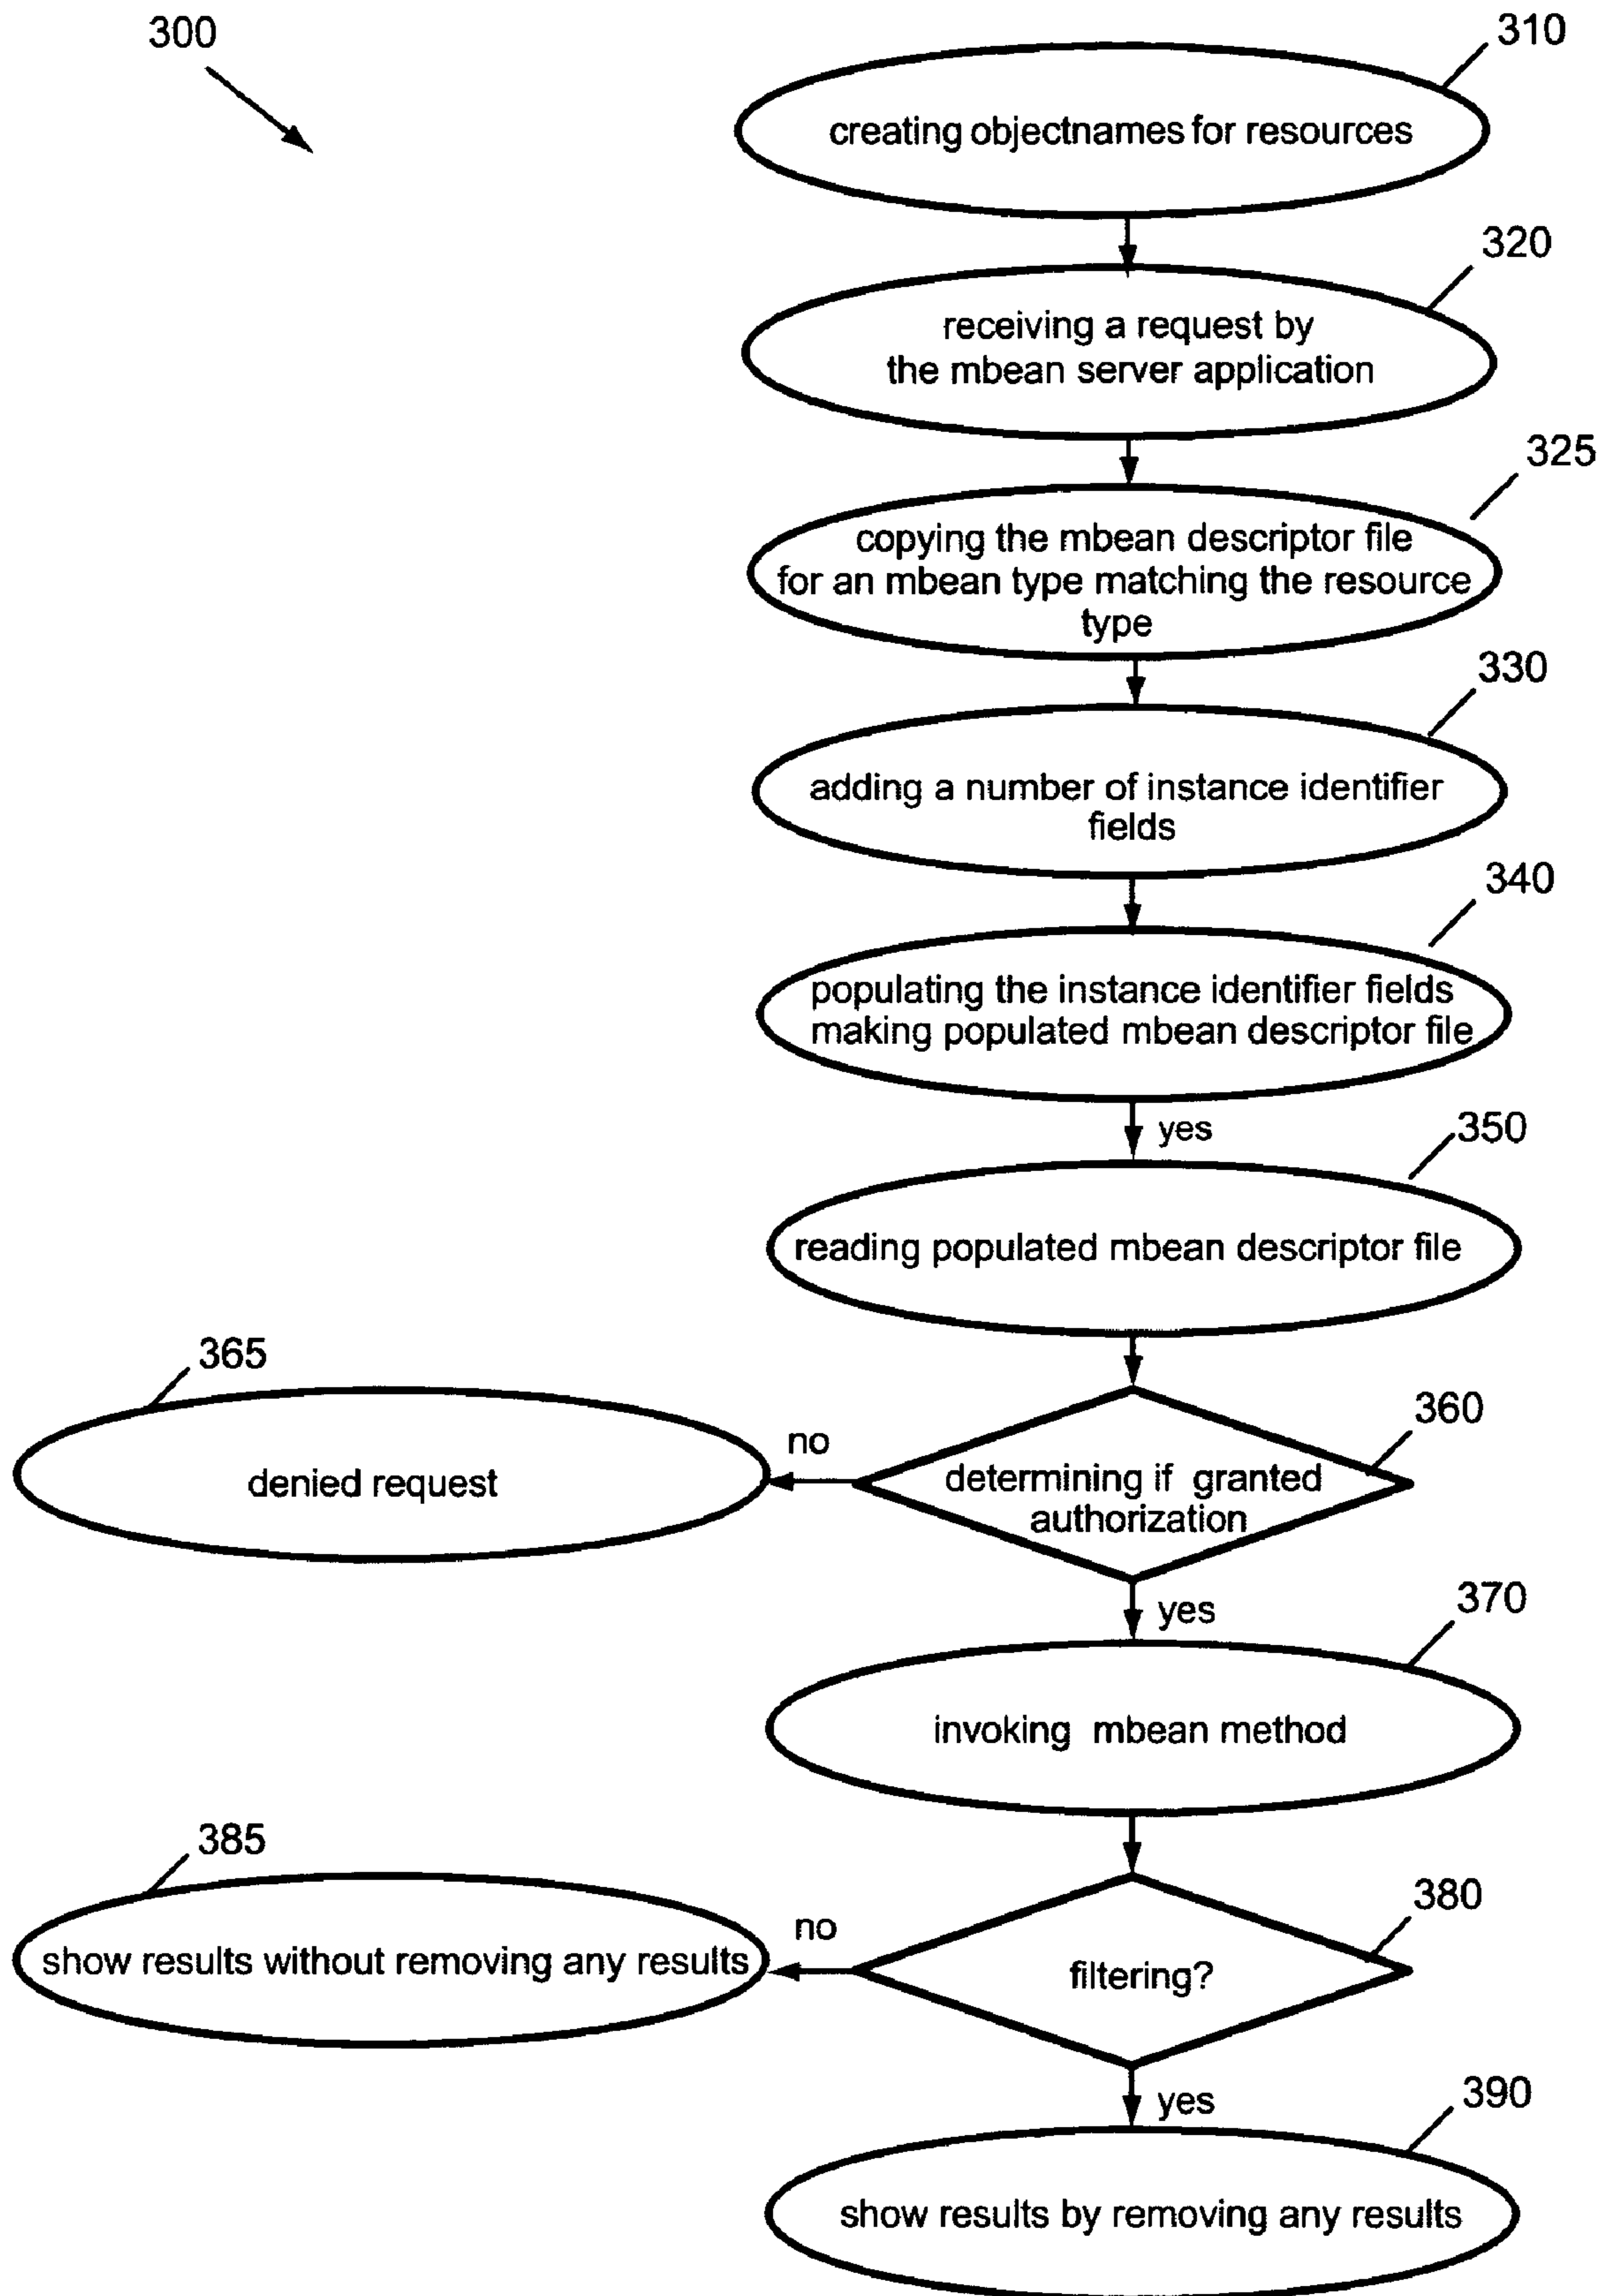 300
310
creating objectnames for resources
320
receiving a request by
the mbean server application
325
copying the mbean descriptor file
for an mbean type matching the resource
type
330
adding a number of instance identifier
fields
340
populating the instance identifier fields
making populated mbean descriptor file
yes
350
reading populated mbean descriptor file
365
denied request
no
360
determining if granted
authorization
yes
370
invoking mbean method
385
show results without removing any results
no
380
filtering?
yes
390
show results by removing any results